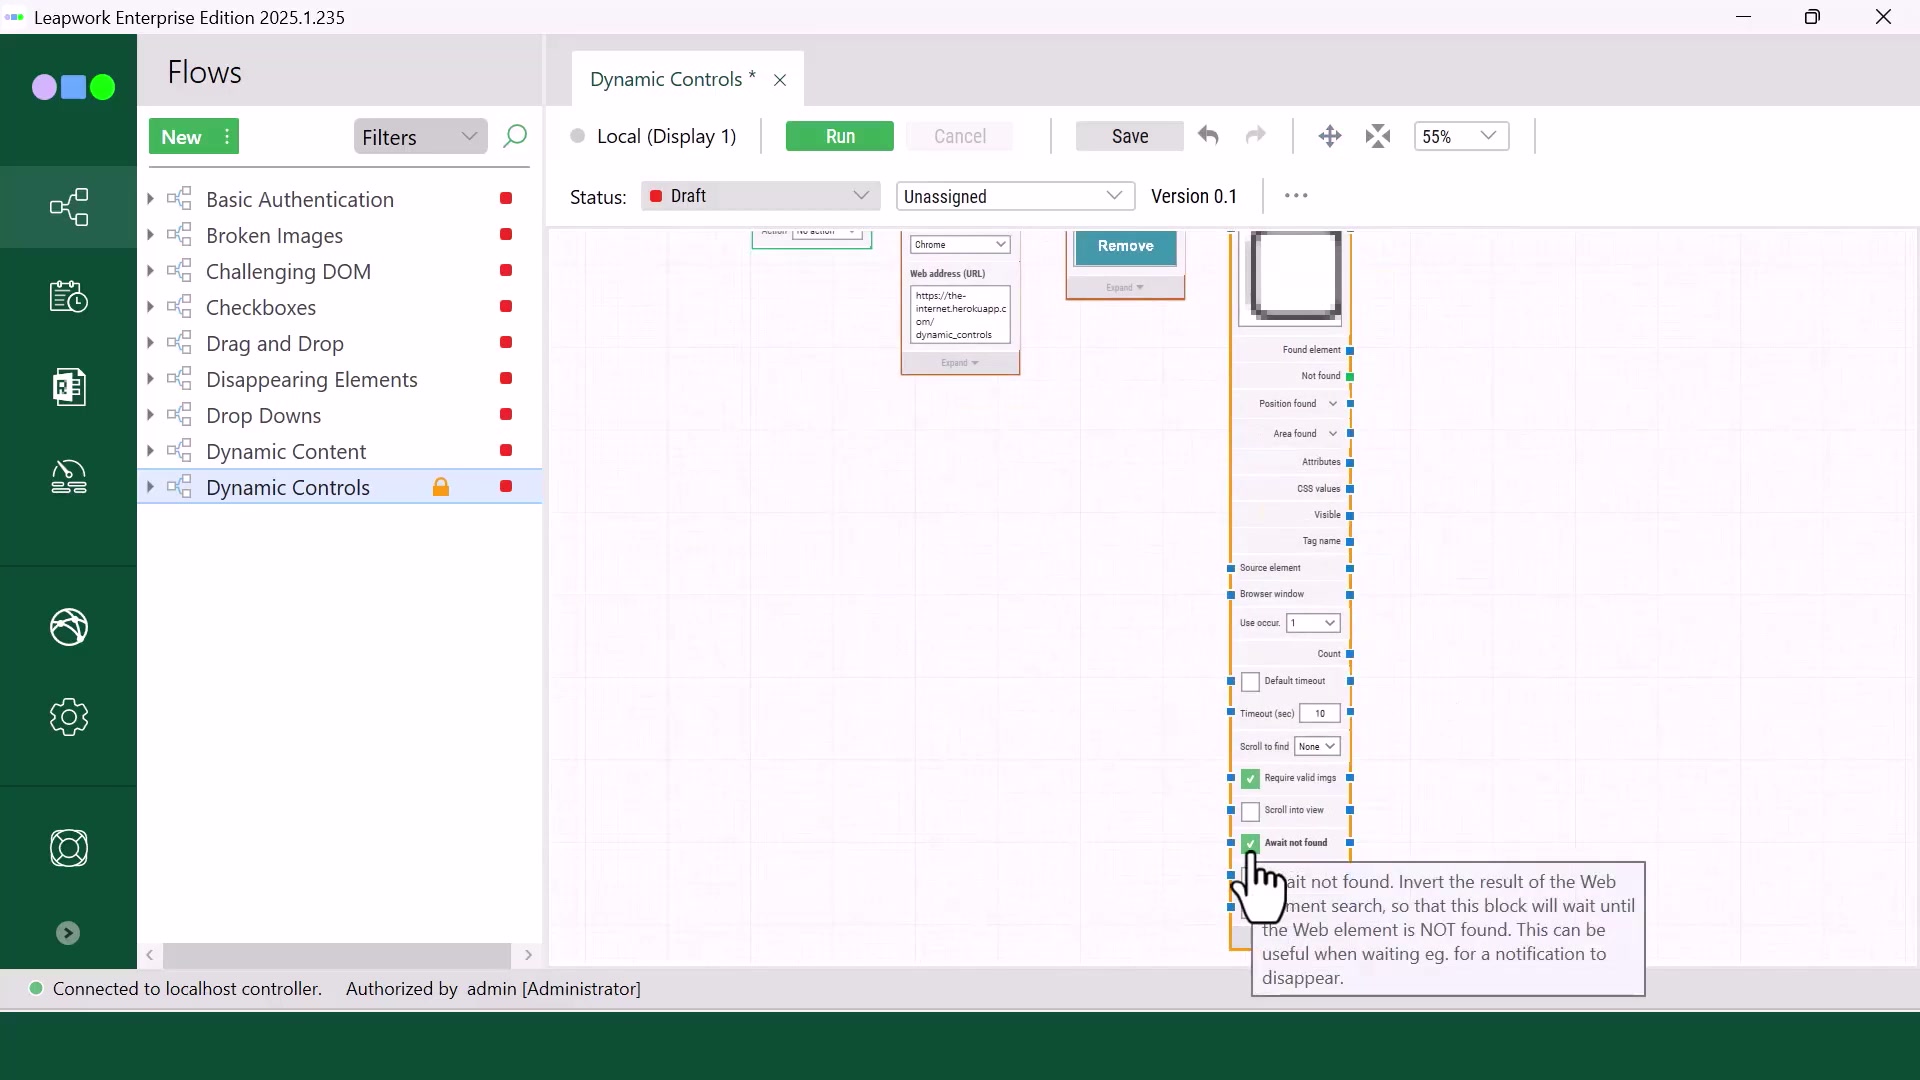 Leapwork Enterprise Edition 2025.1.235
Flows
Dynamic Controls *
New
Filters
Local (Display 1)
Run
Cancel
Save
55%
Status:
Draft
Unassigned
Version 0.1
Basic Authentication
Broken Images
Challenging DOM
Checkboxes
Drag and Drop
Disappearing Elements
Drop Downs
Dynamic Content
Dynamic Controls
Action
No action
Chrome
Web address (URL)
https://the-
internet.herokuapp.c
om/
dynamic_controls
Expand
Remove
Expand
Found element
Not found
Position found
Area found
Attributes
CSS values
Visible
Tag name
Source element
Browser window
Use occur.
1
Count
Default timeout
Timeout (sec)
10
Scroll to find
None
Require valid imgs
Scroll into view
Await not found
ait not found. Invert the result of the Web
ment search, so that this block will wait until
the Web element is NOT found. This can be
useful when waiting eg. for a notification to
disappear.
Connected to localhost controller.
Authorized by admin [Administrator]